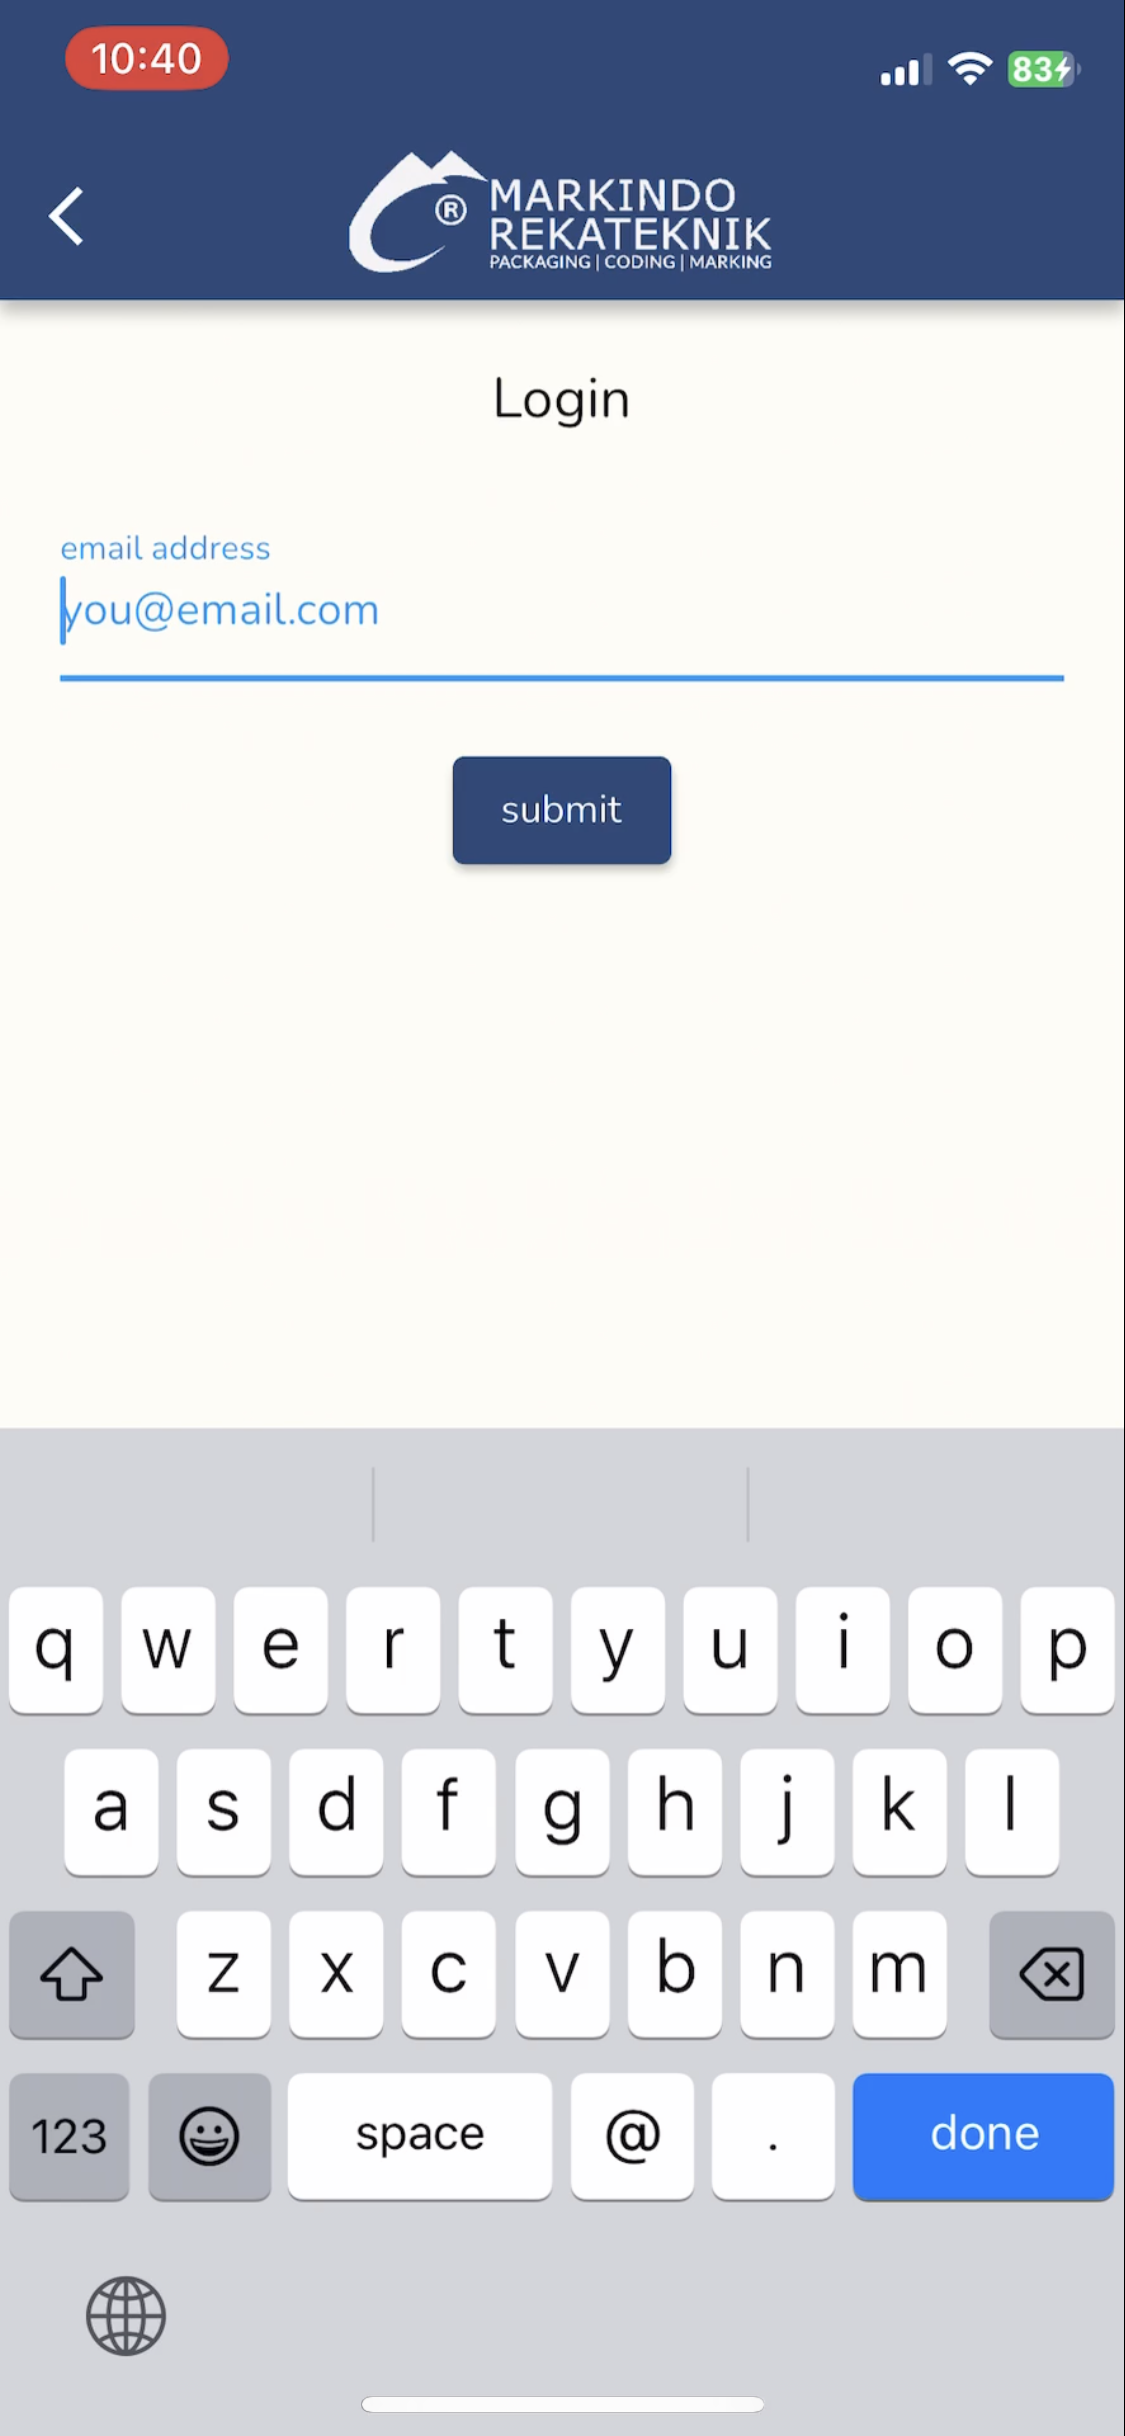 10:40
83
®
MARKINDO
REKATEKNIK
PACKAGING | CODING | MARKING
Login
email address
you@email.com
submit
q w e r t y u i o p
a s d f g h j k l
z x c v b n m
123 space @ . done